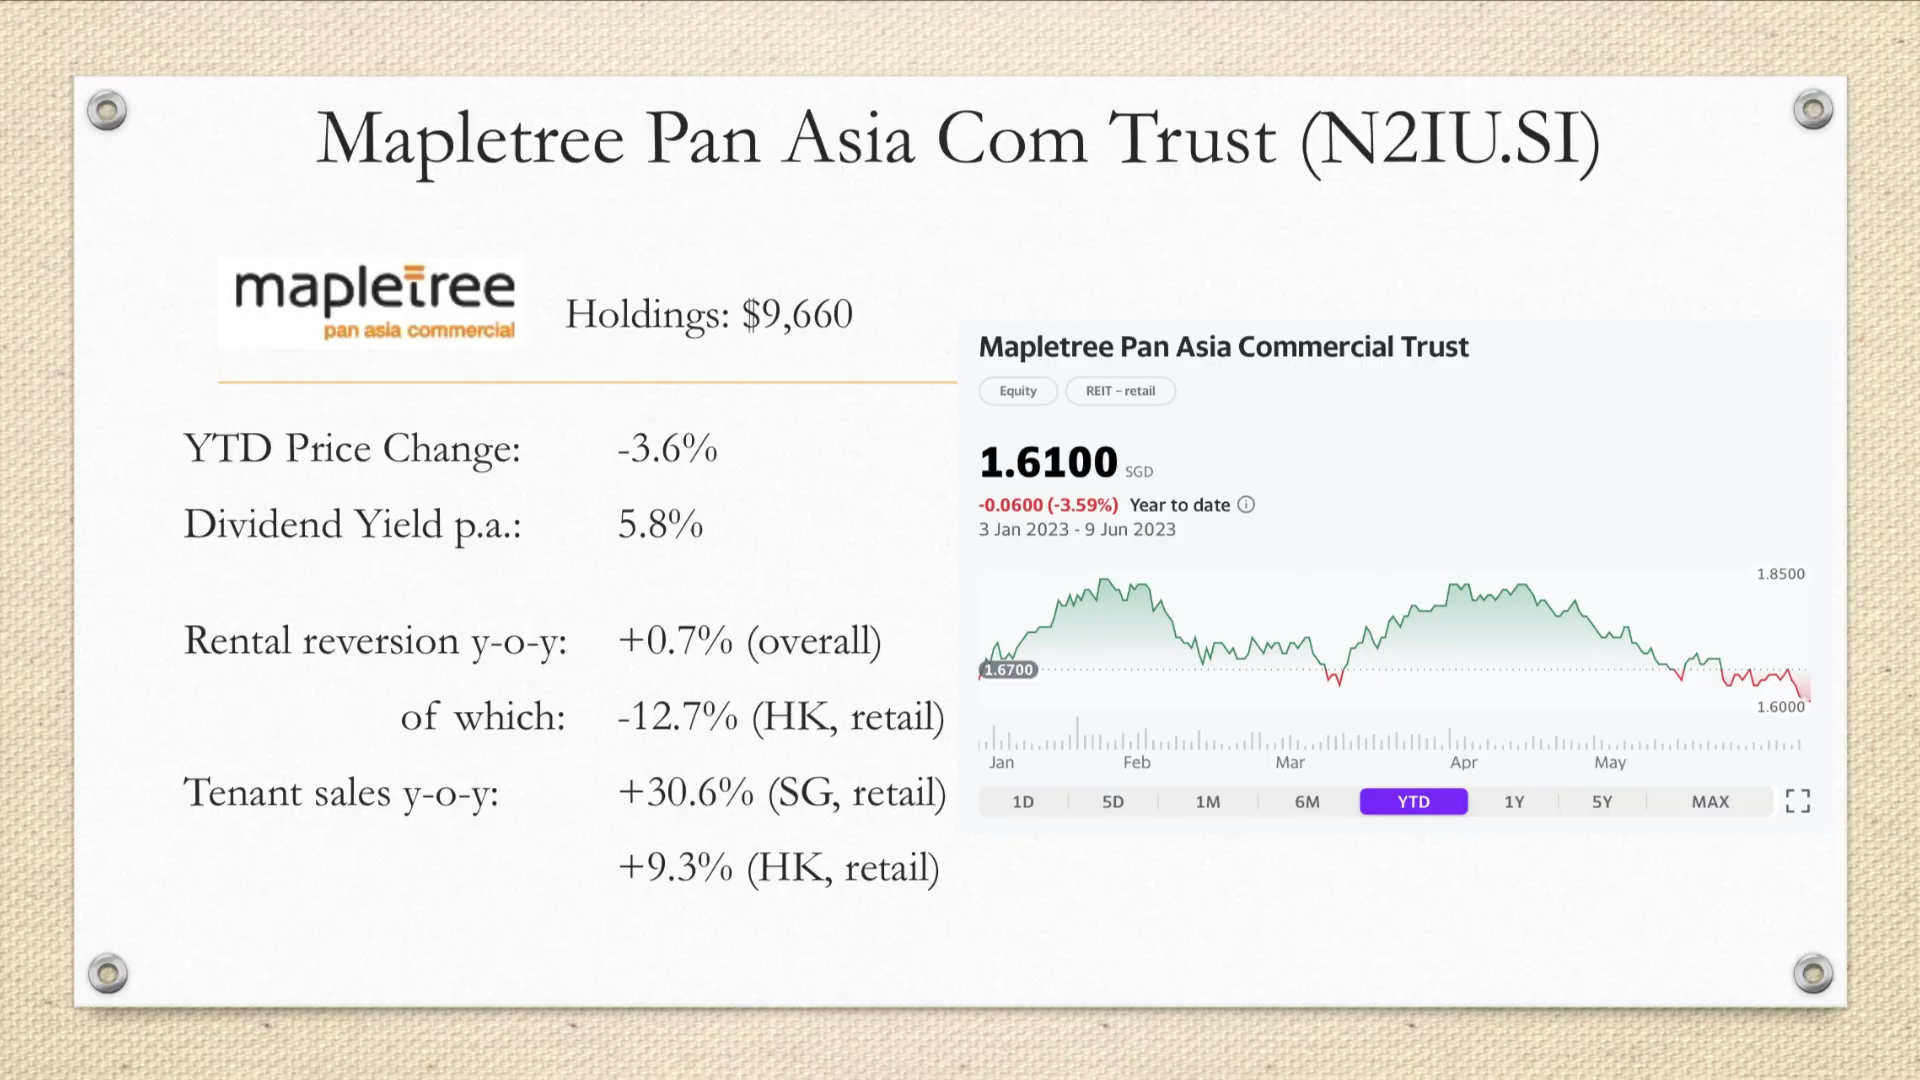 Mapletree Pan Asia Com Trust (N2IU.SI)
mapletree
pan asia commercial
Holdings: $9,660
YTD Price Change: -3.6%
Dividend Yield p.a.: 5.8%
Rental reversion y-o-y: +0.7% (overall)
of which: -12.7% (HK, retail)
Tenant sales y-o-y: +30.6% (SG, retail)
+9.3% (HK, retail)
Mapletree Pan Asia Commercial Trust
Equity REIT – retail
1.6100 SGD
-0.0600 (-3.59%) Year to date
3 Jan 2023 - 9 Jun 2023
1.8500
1.6700
1.6000
Jan Feb Mar Apr May
1D 5D 1M 6M YTD 1Y 5Y MAX